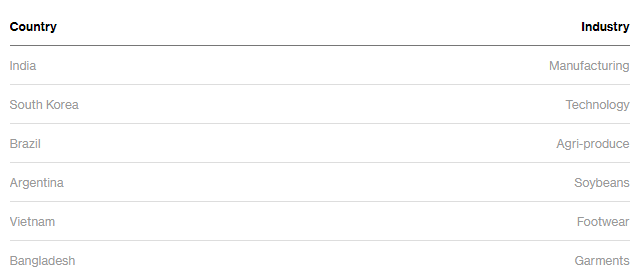 Country Industry
India Manufacturing
South Korea Technology
Brazil Agri-produce
Argentina Soybeans
Vietnam Footwear
Bangladesh Garments